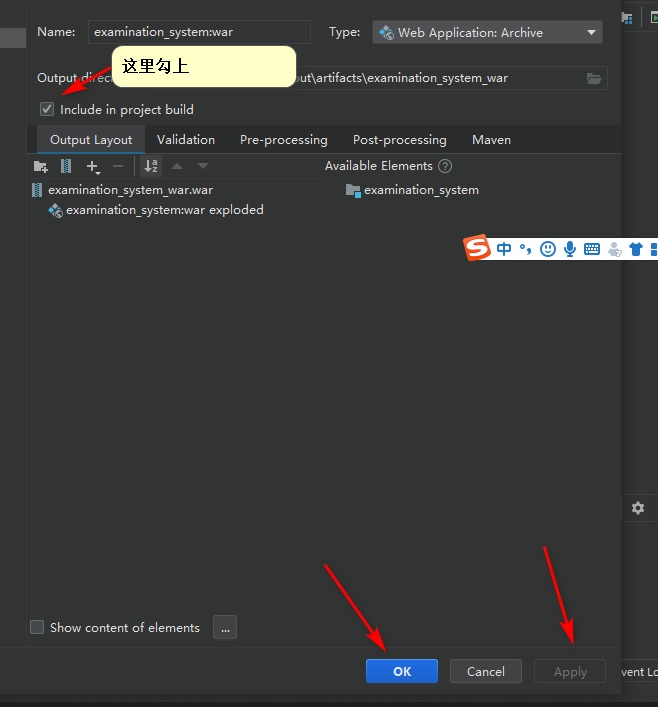 Name: examination_system:war Type: Web Application: Archive
这里勾上
Output direc out\artifacts\examination_system_war
Include in project build
Output Layout Validation Pre-processing Post-processing Maven
Available Elements ?
examination_system_war.war examination_system
examination_system:war exploded
S 中 °,
Show content of elements ...
OK Cancel Apply vent Lo